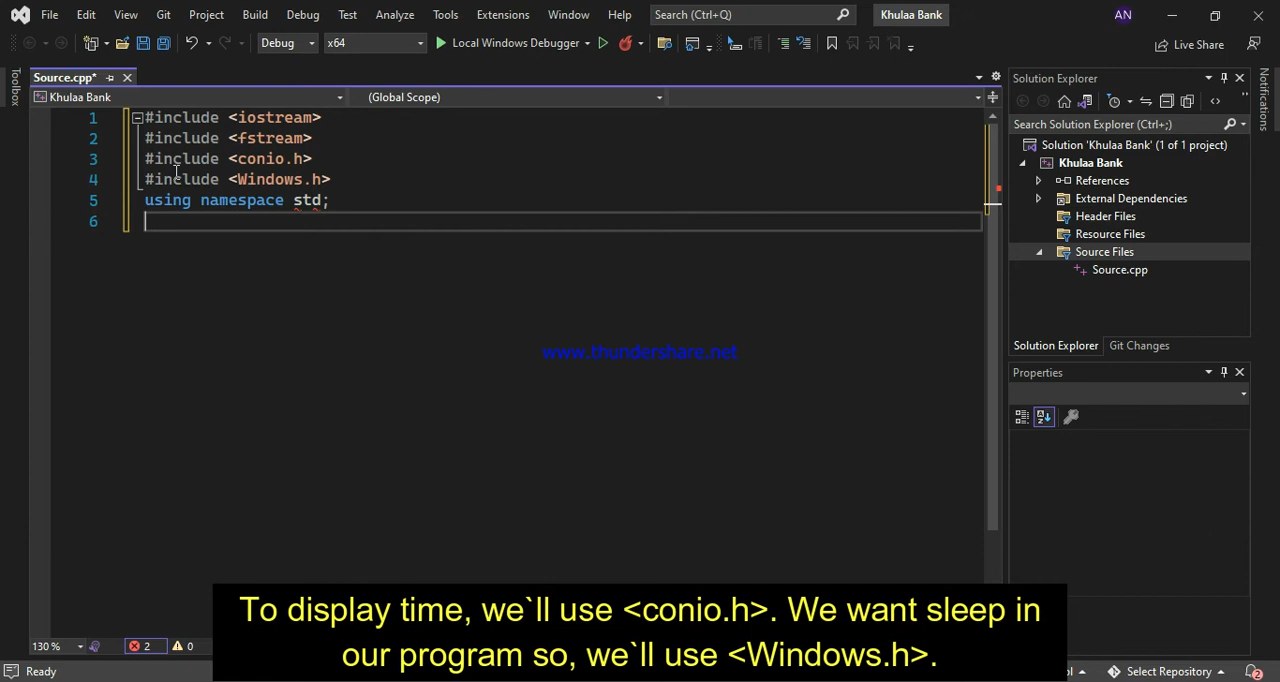 File Edit View Git Project Build Debug Test Analyze Tools Extensions Window Help Search (Ctrl+Q) Khulaa Bank AN
Debug x64 Local Windows Debugger Live Share
Toolbox
Source.cpp*
Khulaa Bank (Global Scope)
1 #include <iostream>
2 #include <fstream>
3 #include <conio.h>
4 #include <Windows.h>
5 using namespace std;
6
www.thundershare.net
Solution Explorer
Search Solution Explorer (Ctrl+;)
Solution 'Khulaa Bank' (1 of 1 project)
Khulaa Bank
References
External Dependencies
Header Files
Resource Files
Source Files
Source.cpp
Solution Explorer Git Changes
Properties
Notifications
To display time, we`ll use <conio.h>. We want sleep in
our program so, we`ll use <Windows.h>.
130 % 2 0
Ready Select Repository 2